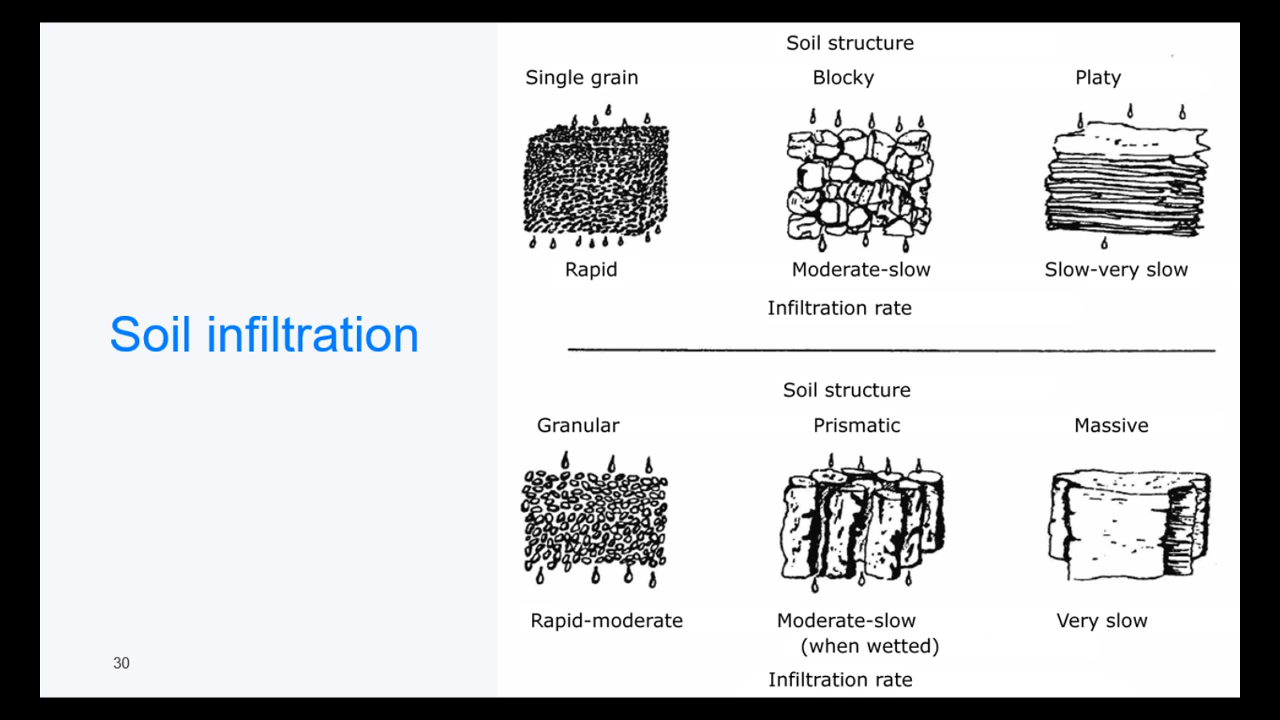 Soil infiltration
30
Soil structure
Single grain Blocky Platy
Rapid Moderate-slow Slow-very slow
Infiltration rate
Soil structure
Granular Prismatic Massive
Rapid-moderate Moderate-slow Very slow
(when wetted)
Infiltration rate